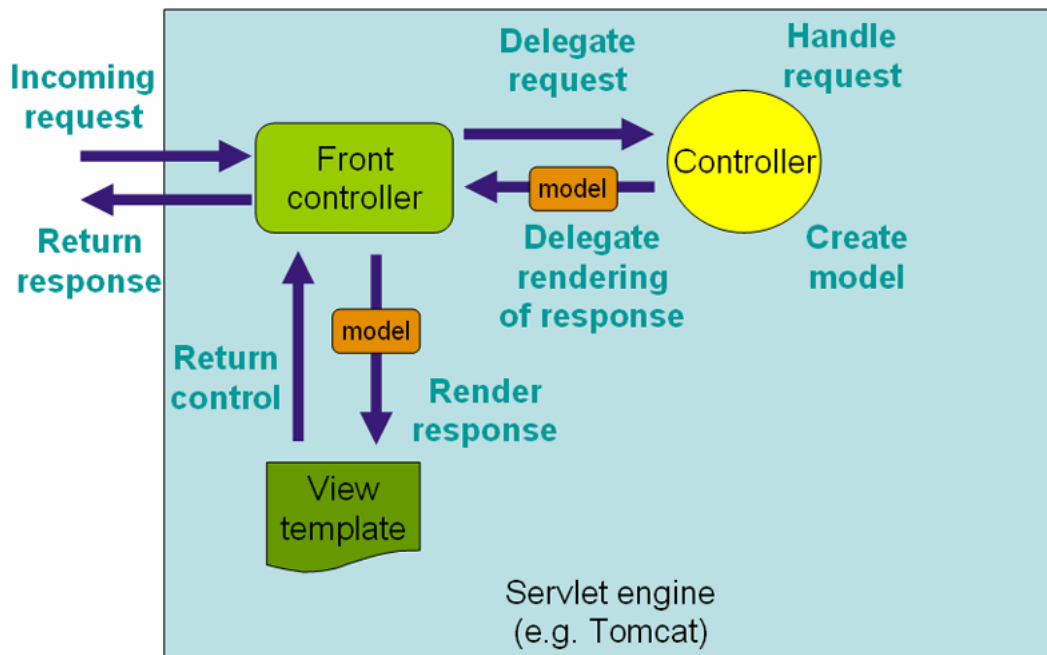 Incoming
request
Return
response
Front
controller
Delegate
request
Handle
request
Controller
model
Delegate
rendering
of response
Create
model
model
Return
control
Render
response
View
template
Servlet engine
(e.g. Tomcat)